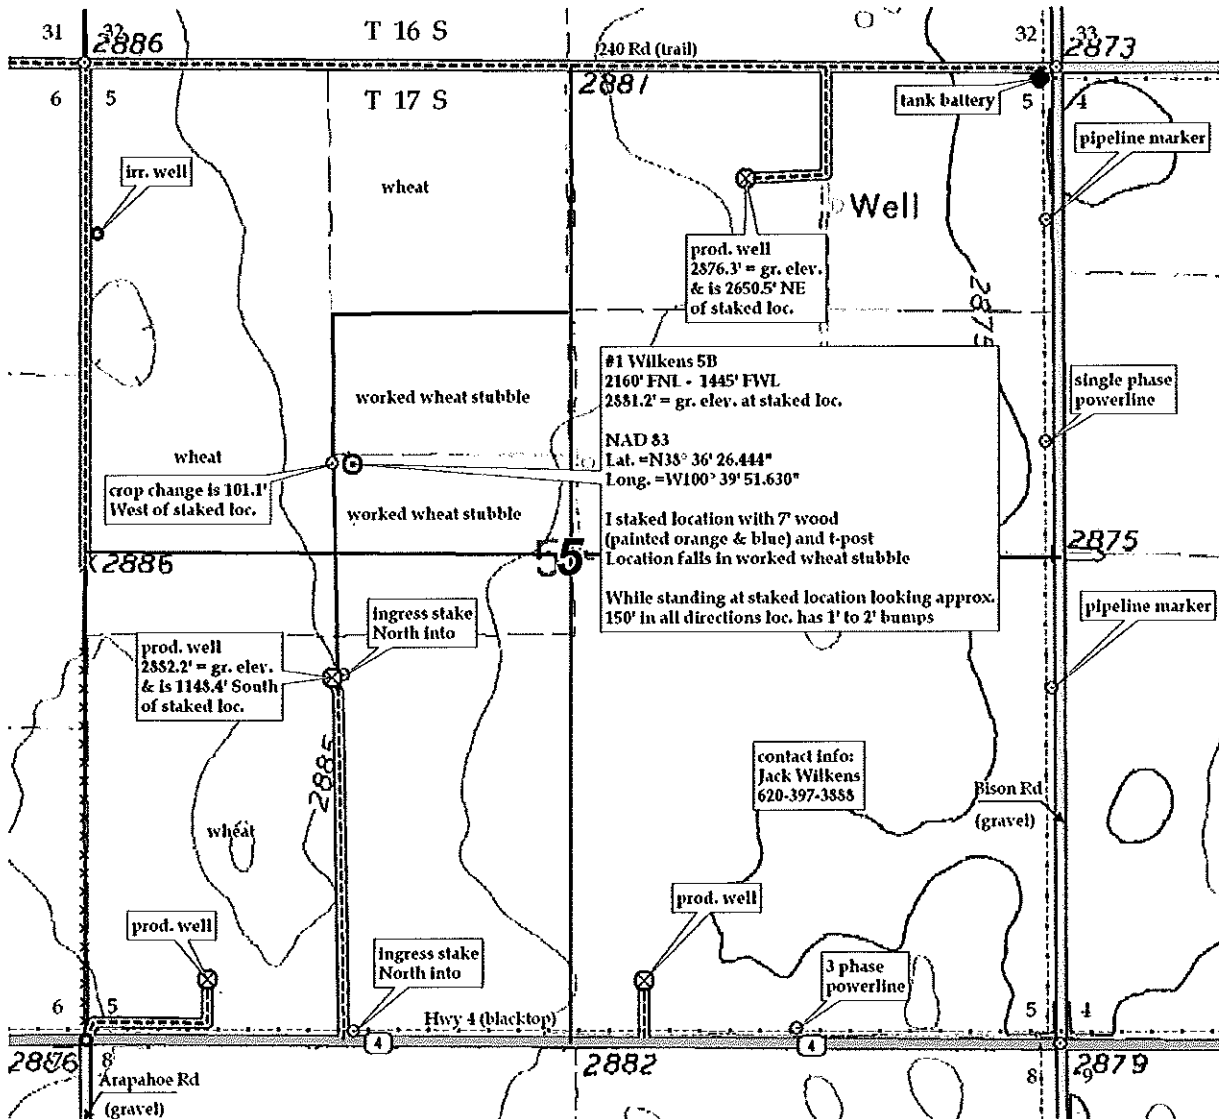 31
32
2886
T 16 S
240 Rd (trail)
32
33
2873
6
5
T 17 S
2881
tank battery
5
4
pipeline marker
irr. well
wheat
Well
prod. well
2876.3' = gr. elev.
& is 2650.5' NE
of staked loc.
2875
#1 Wilkens 5B
2160' FNL - 1445' FWL
2881.2' = gr. elev. at staked loc.
NAD 83
Lat. =N38° 36' 26.444"
Long. =W100° 39' 51.630"
I staked location with 7' wood
(painted orange & blue) and t-post
Location falls in worked wheat stubble
While standing at staked location looking approx.
150' in all directions loc. has 1' to 2' bumps
single phase
powerline
worked wheat stubble
wheat
crop change is 101.1'
West of staked loc.
worked wheat stubble
2886
5
5
2875
ingress stake
North into
pipeline marker
prod. well
2882.2' = gr. elev.
& is 1148.4' South
of staked loc.
2885
contact info:
Jack Wilkens
620-397-3888
Bison Rd
(gravel)
wheat
prod. well
prod. well
ingress stake
North into
3 phase
powerline
6
5
Hwy 4 (blacktop)
4
4
5
4
2876
8
2882
8
9
2879
Arapahoe Rd
(gravel)